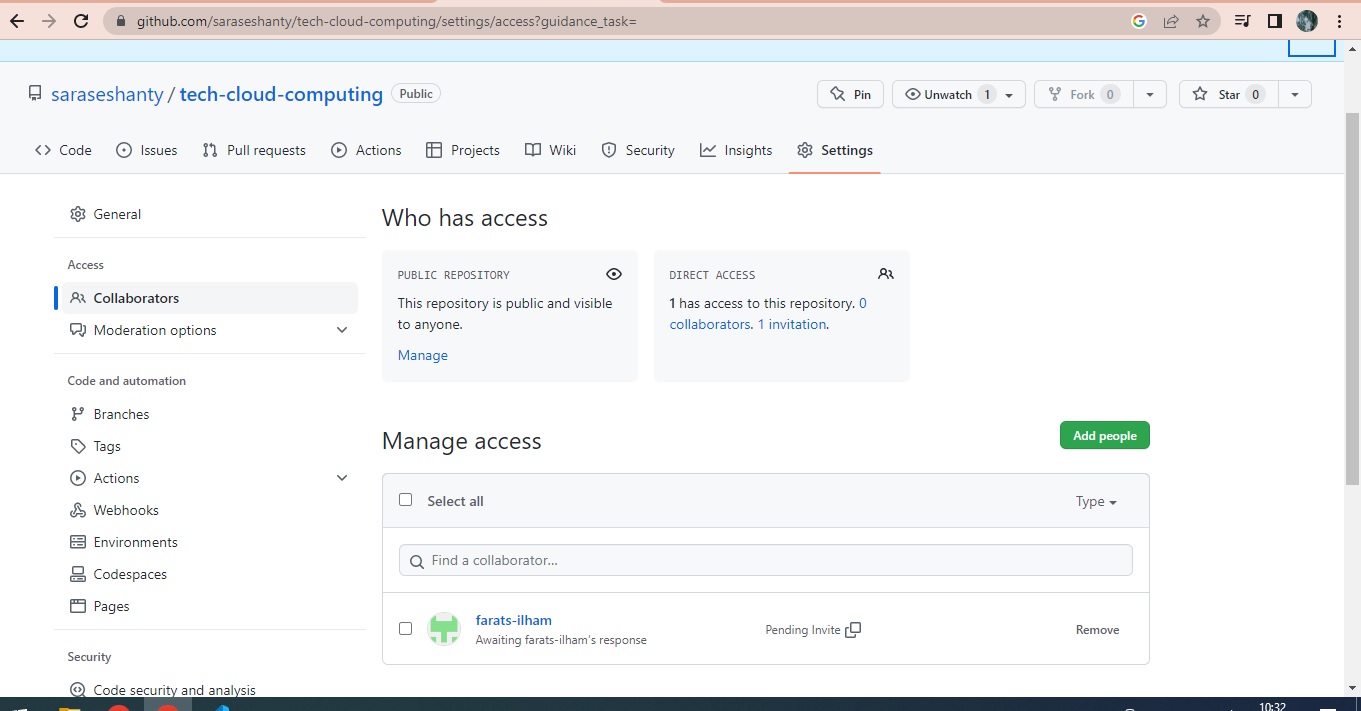 github.com/saraseshanty/tech-cloud-computing/settings/access?guidance_task=
saraseshanty / tech-cloud-computing Public
Pin Unwatch 1 Fork 0 Star 0
Code Issues Pull requests Actions Projects Wiki Security Insights Settings
General
Access
Collaborators
Moderation options
Code and automation
Branches
Tags
Actions
Webhooks
Environments
Codespaces
Pages
Security
Code security and analysis
Who has access
PUBLIC REPOSITORY
This repository is public and visible
to anyone.
Manage
DIRECT ACCESS
1 has access to this repository. 0
collaborators. 1 invitation.
Manage access
Add people
Select all Type
Find a collaborator...
farats-ilham
Awaiting farats-ilham's response
Pending Invite
Remove
10:32